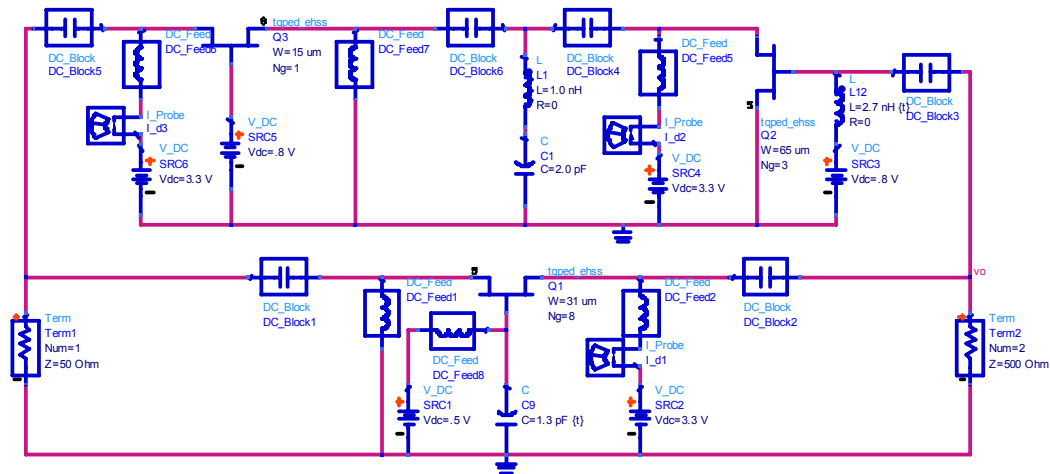 DC_Block
DC_Block5
DC_Feed
DC_Feed6
tqped_ehss
Q3
W=15 um
Ng=1
DC_Feed
DC_Feed7
DC_Block
DC_Block6
L
L1
L=1.0 nH
R=0
DC_Block
DC_Block4
DC_Feed
DC_Feed5
tqped_ehss
Q2
W=65 um
Ng=3
L
L12
L=2.7 nH {t}
R=0
DC_Block
DC_Block3
I_Probe
I_d3
V_DC
SRC6
Vdc=3.3 V
V_DC
SRC5
Vdc=.8 V
C
C1
C=2.0 pF
I_Probe
I_d2
V_DC
SRC4
Vdc=3.3 V
V_DC
SRC3
Vdc=.8 V
vo
DC_Block
DC_Block1
DC_Feed
DC_Feed1
tqped_ehss
Q1
W=31 um
Ng=8
DC_Feed
DC_Feed2
DC_Block
DC_Block2
Term
Term1
Num=1
Z=50 Ohm
DC_Feed
DC_Feed8
I_Probe
I_d1
V_DC
SRC1
Vdc=.5 V
C
C9
C=1.3 pF {t}
V_DC
SRC2
Vdc=3.3 V
Term
Term2
Num=2
Z=500 Ohm